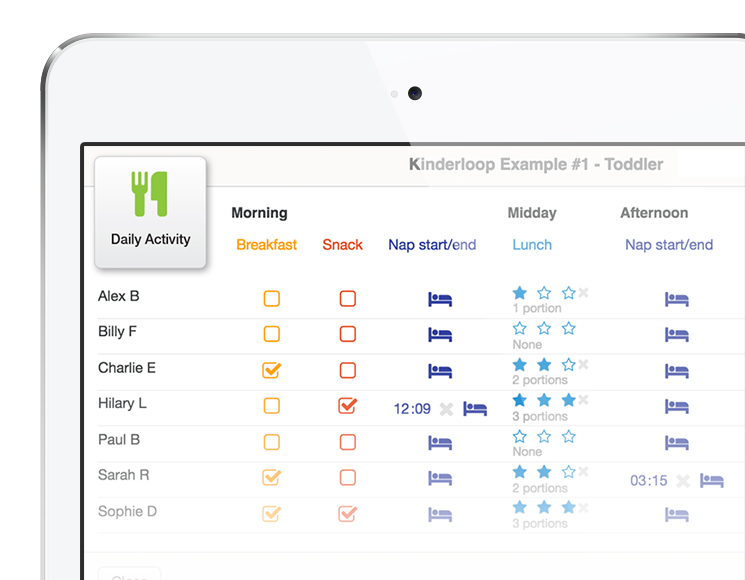 Kinderloop Example #1 - Toddler
Daily Activity
Morning Midday Afternoon
Breakfast Snack Nap start/end Lunch Nap start/end
Alex B
1 portion
Billy F
None
Charlie E
2 portions
Hilary L 12:09
3 portions
Paul B
None
Sarah R 03:15
2 portions
Sophie D
3 portions